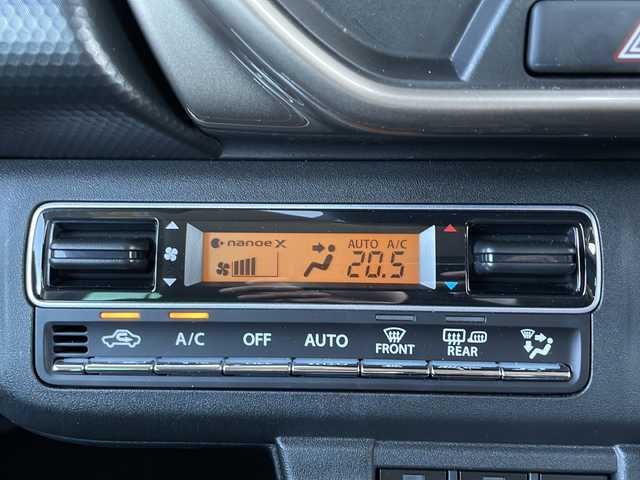 nanoe X
AUTO A/C
20.5
A/C OFF AUTO FRONT REAR